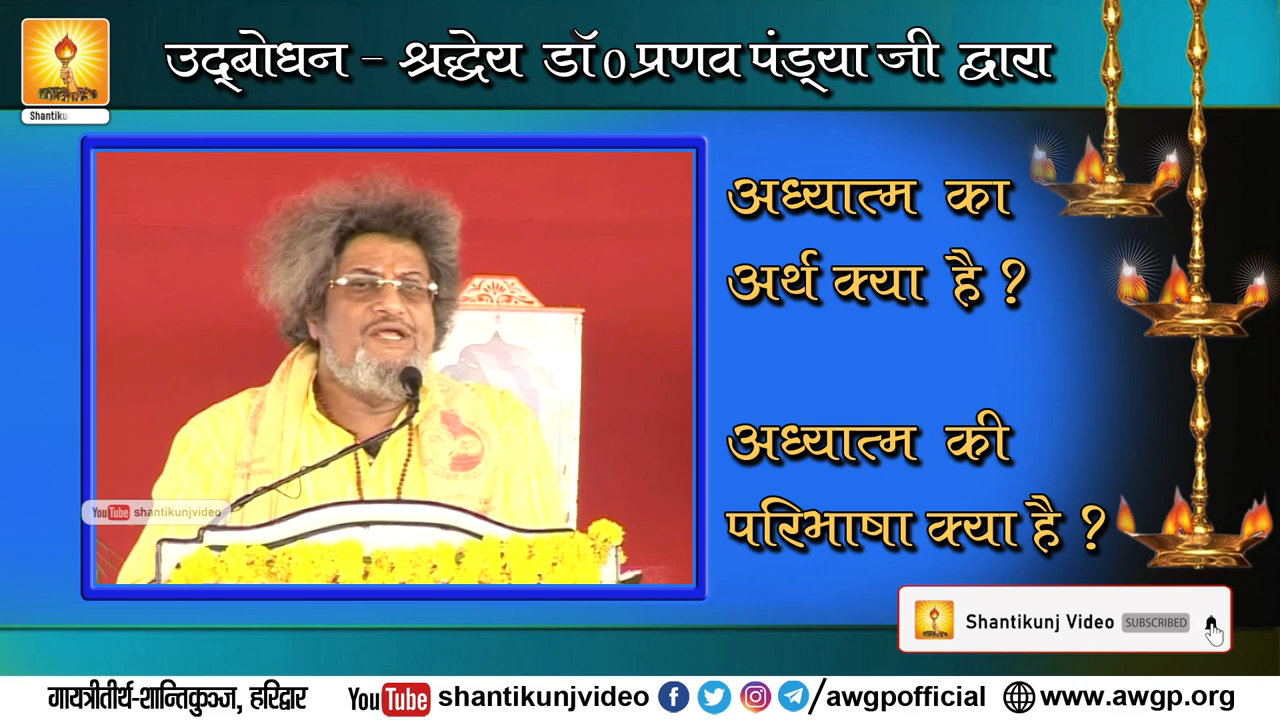 उद्‌बोधन - श्रद्धेय डॉ0 प्रणव पंड्या जी द्वारा
Shantiku
अध्यात्म का
अर्थ क्या है ?
अध्यात्म की
परिभाषा क्या है ?
YouTube shantikunjvideo
Shantikunj Video SUBSCRIBED
गायत्रीतीर्थ-शान्तिकुञ्ज, हरिद्वार YouTube shantikunjvideo /awgpofficial www.awgp.org